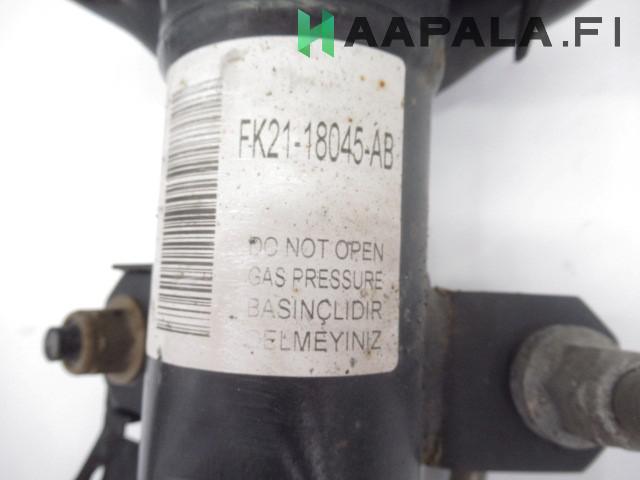 HAAPALA.FI
FK21-18045-AB
DO NOT OPEN
GAS PRESSURE
BASINÇLIDIR
DELMEYINIZ